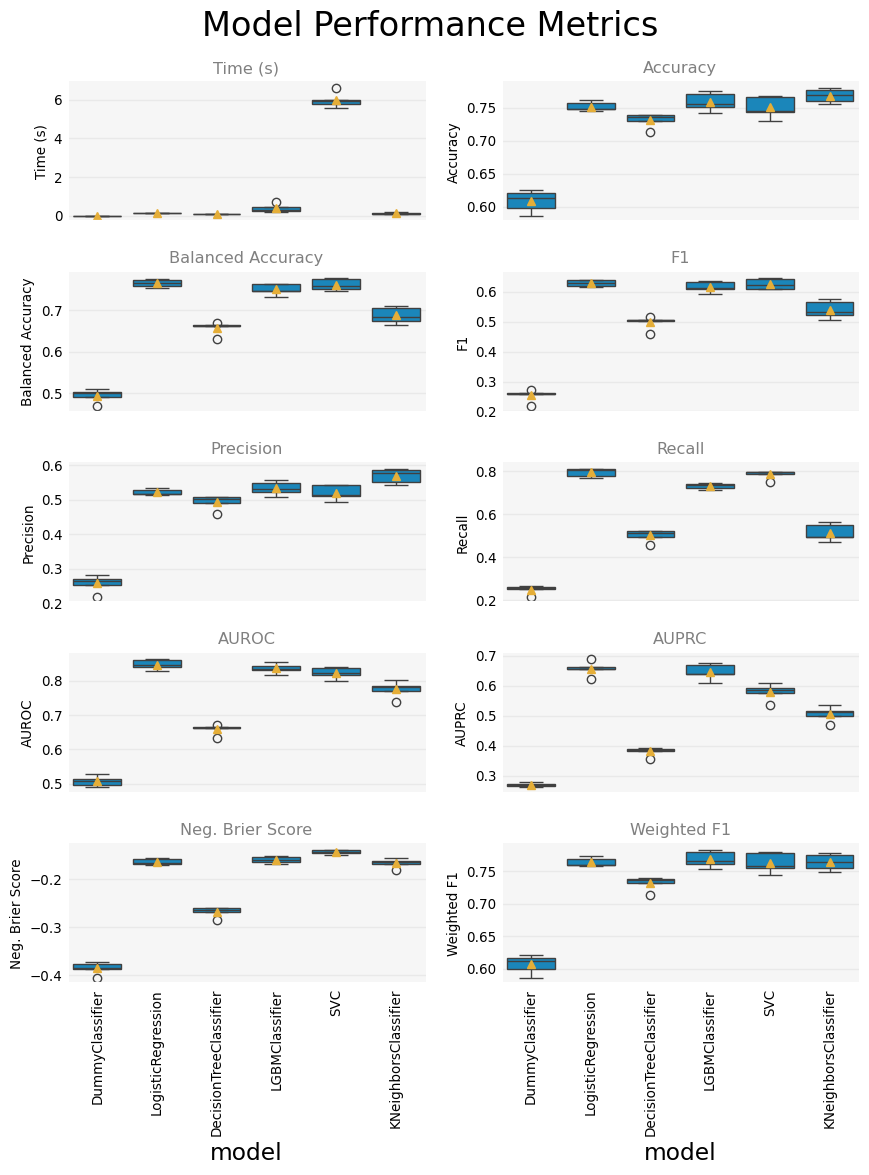 Model Performance Metrics
Time (s)
Time (s)
6
4
2
0
Accuracy
Accuracy
0.75
0.70
0.65
0.60
Balanced Accuracy
Balanced Accuracy
0.7
0.6
0.5
F1
F1
0.6
0.5
0.4
0.3
0.2
Precision
Precision
0.6
0.5
0.4
0.3
0.2
Recall
Recall
0.8
0.6
0.4
0.2
AUROC
AUROC
0.8
0.7
0.6
0.5
AUPRC
AUPRC
0.7
0.6
0.5
0.4
0.3
Neg. Brier Score
Neg. Brier Score
−0.2
−0.3
−0.4
DummyClassifier
LogisticRegression
DecisionTreeClassifier
LGBMClassifier
SVC
KNeighborsClassifier
model
Weighted F1
Weighted F1
0.75
0.70
0.65
0.60
DummyClassifier
LogisticRegression
DecisionTreeClassifier
LGBMClassifier
SVC
KNeighborsClassifier
model